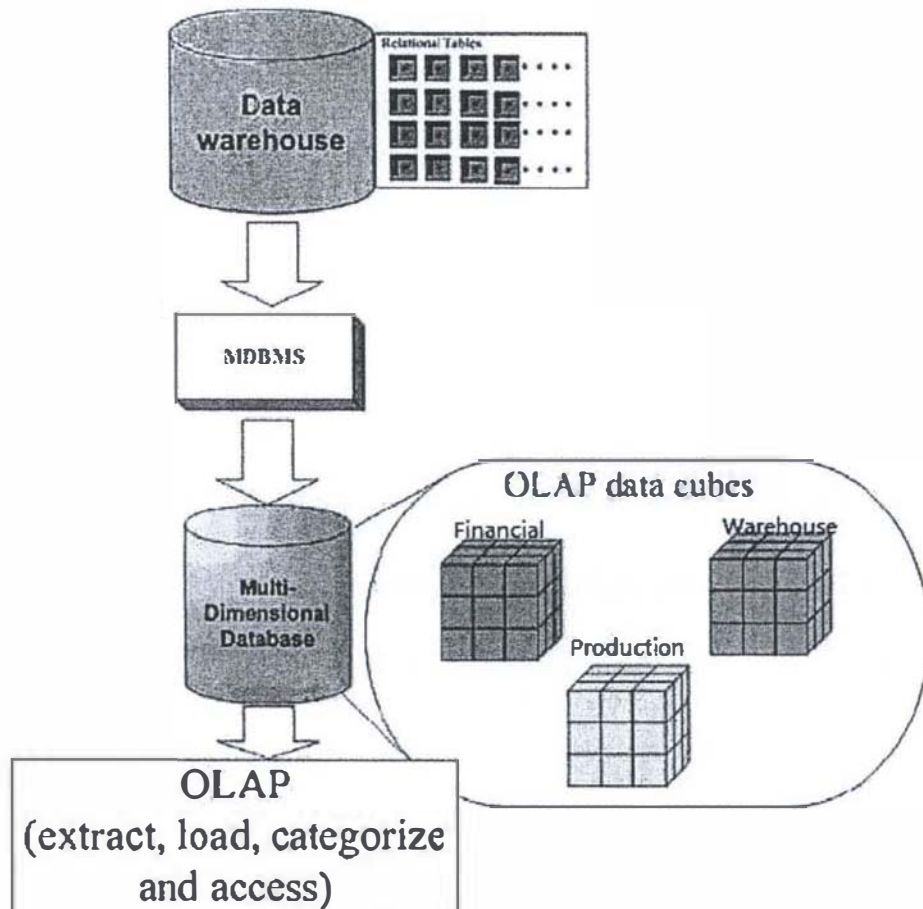 Relational Tables
Data
warehouse
MDBMS
OLAP data cubes
Financial
Warehouse
Production
Multi-
Dimensional
Database
OLAP
(extract, load, categorize
and access)